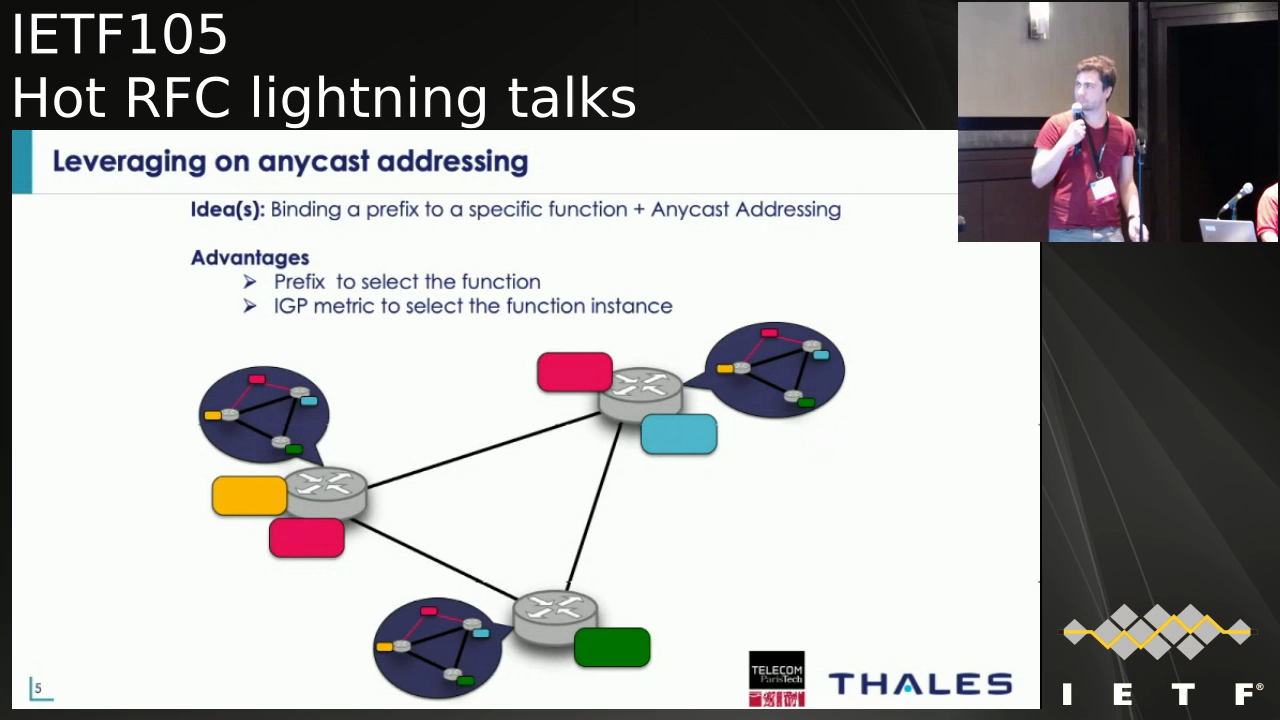 IETF105
Hot RFC lightning talks
Leveraging on anycast addressing
Idea(s): Binding a prefix to a specific function + Anycast Addressing
Advantages
Prefix to select the function
IGP metric to select the function instance
5
TELECOM
ParisTech
THALES
I E T F®